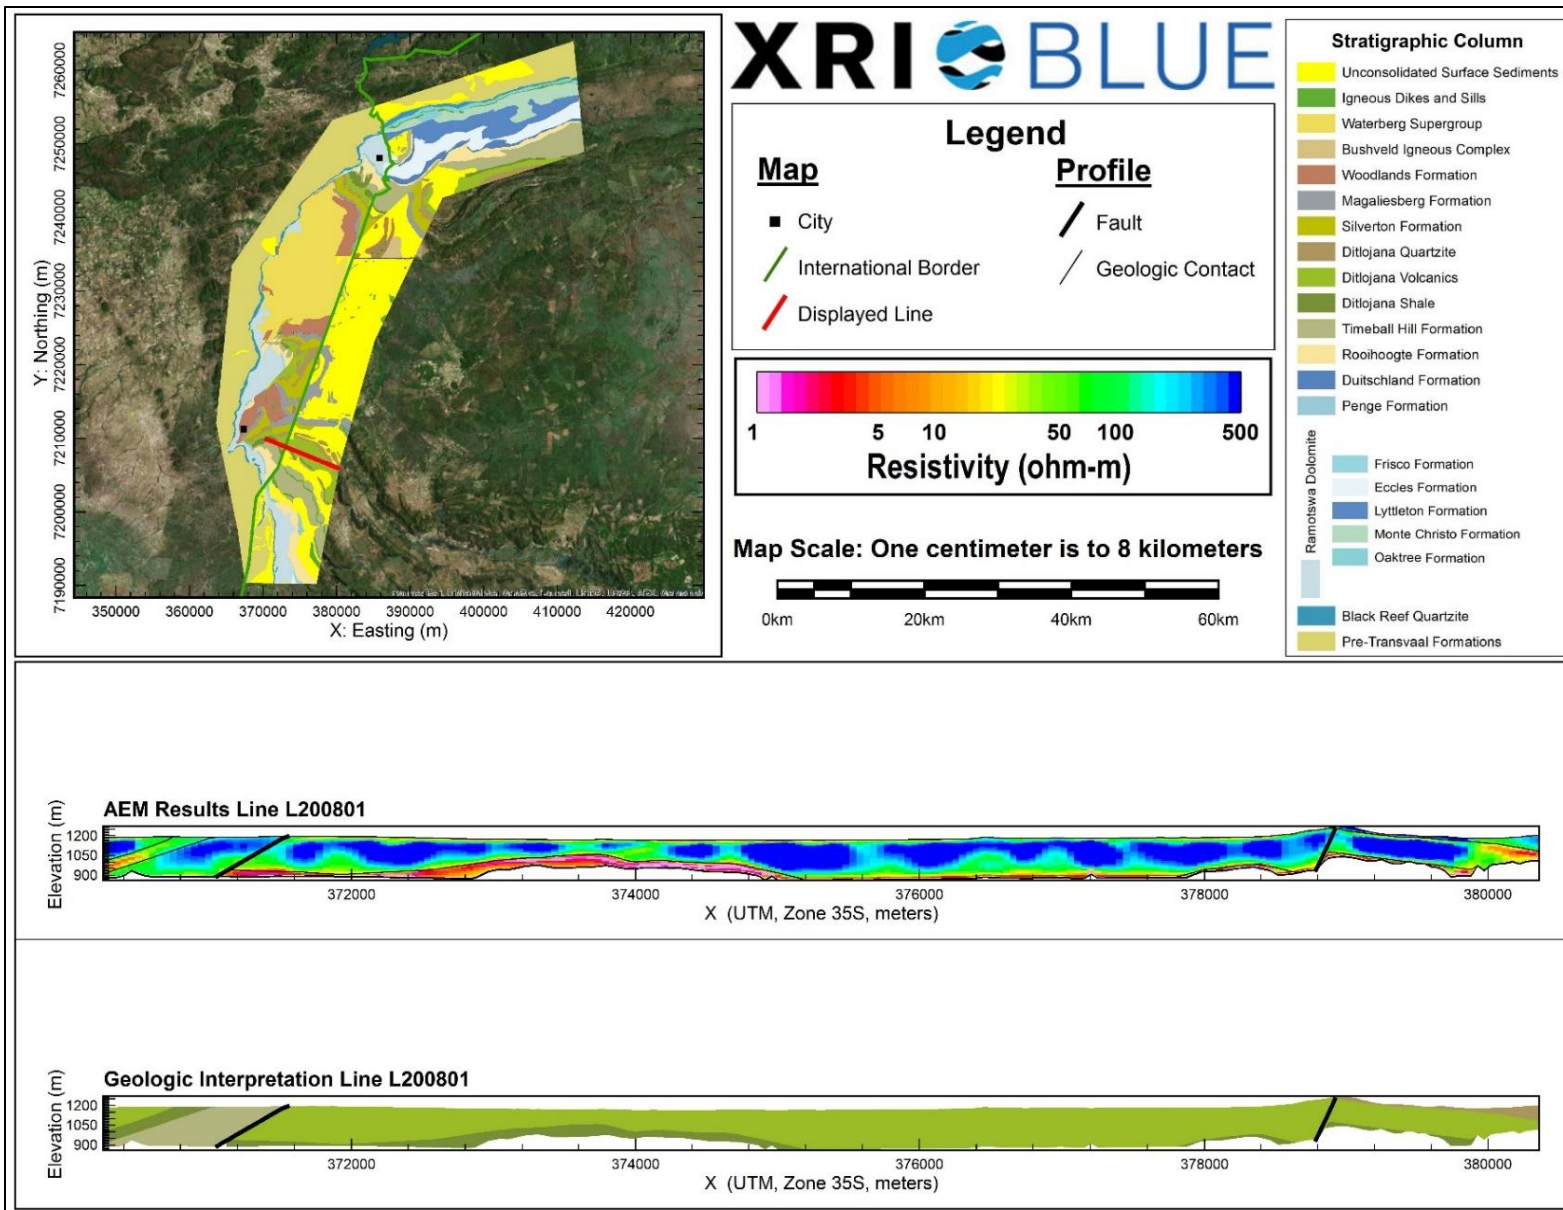 XRI BLUE
7260000
7250000
7240000
7230000
7220000
7210000
7200000
7190000
Y: Northing (m)
350000 360000 370000 380000 390000 400000 410000 420000
X: Easting (m)
Legend
Map
City
International Border
Displayed Line
Profile
Fault
Geologic Contact
1 5 10 50 100 500
Resistivity (ohm-m)
Map Scale: One centimeter is to 8 kilometers
0km 20km 40km 60km
Stratigraphic Column
Unconsolidated Surface Sediments
Igneous Dikes and Sills
Waterberg Supergroup
Bushveld Igneous Complex
Woodlands Formation
Magaliesberg Formation
Silverton Formation
Ditlojana Quartzite
Ditlojana Volcanics
Ditlojana Shale
Timeball Hill Formation
Rooihoogte Formation
Duitschland Formation
Penge Formation
Ramotswa Dolomite
Frisco Formation
Eccles Formation
Lyttleton Formation
Monte Christo Formation
Oaktree Formation
Black Reef Quartzite
Pre-Transvaal Formations
AEM Results Line L200801
Elevation (m)
1200
1050
900
372000 374000 376000 378000 380000
X (UTM, Zone 35S, meters)
Geologic Interpretation Line L200801
Elevation (m)
1200
1050
900
372000 374000 376000 378000 380000
X (UTM, Zone 35S, meters)